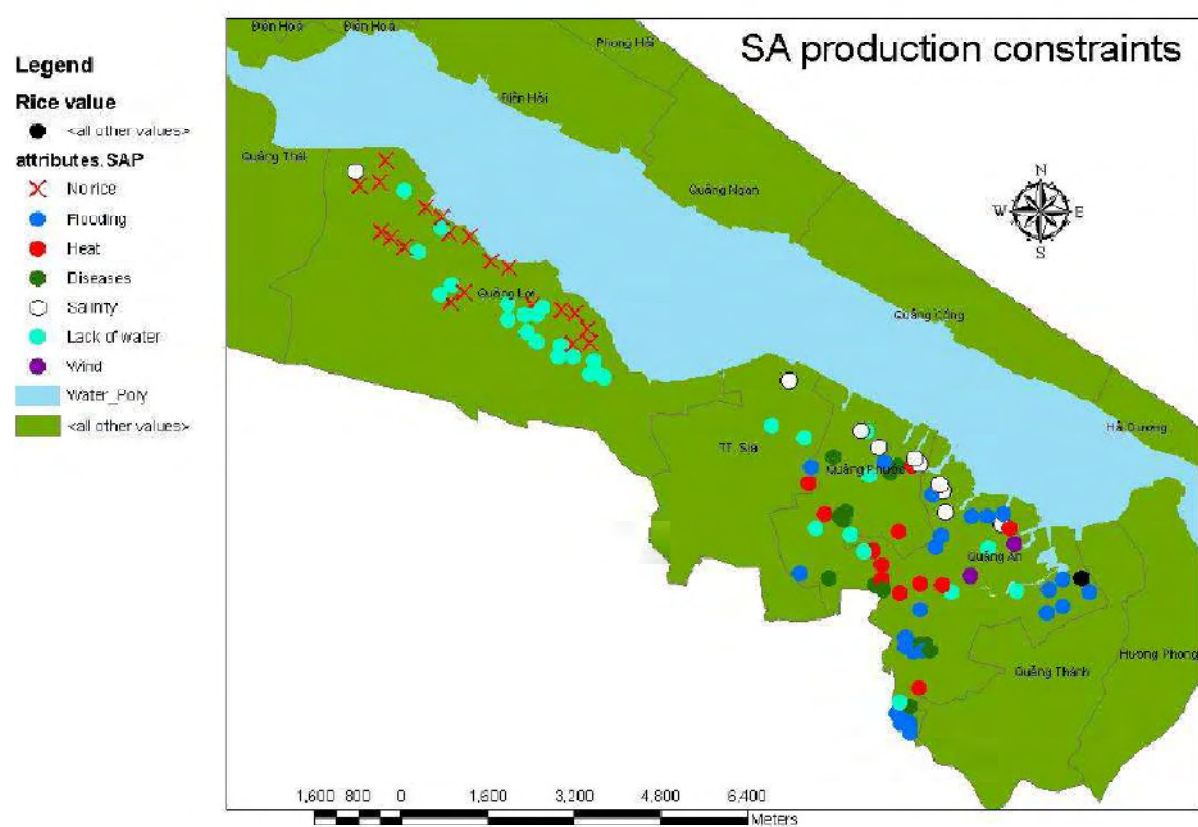 SA production constraints
Legend
Rice value
<all other values>
attributes.SAP
No rice
Flooding
Heat
Diseases
Salinity
Lack of water
Wind
Water_Poly
<all other values>
Điền Hoà
Điền Hoà
Phong Hải
Điền Hải
Quảng Thái
Quảng Ngạn
N
W
E
S
Quảng Lợi
Quảng Công
Hải Dương
TT. Sịa
Quảng Phước
Quảng An
Hương Phong
Quảng Thành
1,600 800 0 1,600 3,200 4,800 6,400
Meters